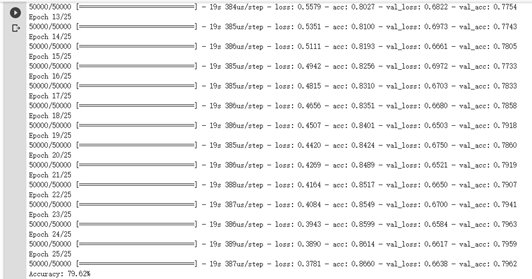 50000/50000 [==============================] - 19s 384us/step - loss: 0.5579 - acc: 0.8027 - val_loss: 0.6822 - val_acc: 0.7754
Epoch 13/25
50000/50000 [==============================] - 19s 385us/step - loss: 0.5351 - acc: 0.8100 - val_loss: 0.6973 - val_acc: 0.7743
Epoch 14/25
50000/50000 [==============================] - 19s 386us/step - loss: 0.5111 - acc: 0.8193 - val_loss: 0.6661 - val_acc: 0.7805
Epoch 15/25
50000/50000 [==============================] - 19s 385us/step - loss: 0.4942 - acc: 0.8256 - val_loss: 0.6972 - val_acc: 0.7733
Epoch 16/25
50000/50000 [==============================] - 19s 385us/step - loss: 0.4815 - acc: 0.8310 - val_loss: 0.6703 - val_acc: 0.7833
Epoch 17/25
50000/50000 [==============================] - 19s 386us/step - loss: 0.4656 - acc: 0.8351 - val_loss: 0.6680 - val_acc: 0.7858
Epoch 18/25
50000/50000 [==============================] - 19s 386us/step - loss: 0.4507 - acc: 0.8401 - val_loss: 0.6503 - val_acc: 0.7918
Epoch 19/25
50000/50000 [==============================] - 19s 385us/step - loss: 0.4420 - acc: 0.8424 - val_loss: 0.6750 - val_acc: 0.7860
Epoch 20/25
50000/50000 [==============================] - 19s 386us/step - loss: 0.4269 - acc: 0.8489 - val_loss: 0.6521 - val_acc: 0.7919
Epoch 21/25
50000/50000 [==============================] - 19s 388us/step - loss: 0.4164 - acc: 0.8517 - val_loss: 0.6650 - val_acc: 0.7907
Epoch 22/25
50000/50000 [==============================] - 19s 387us/step - loss: 0.4084 - acc: 0.8549 - val_loss: 0.6700 - val_acc: 0.7941
Epoch 23/25
50000/50000 [==============================] - 19s 386us/step - loss: 0.3943 - acc: 0.8599 - val_loss: 0.6584 - val_acc: 0.7963
Epoch 24/25
50000/50000 [==============================] - 19s 389us/step - loss: 0.3890 - acc: 0.8614 - val_loss: 0.6617 - val_acc: 0.7959
Epoch 25/25
50000/50000 [==============================] - 19s 387us/step - loss: 0.3781 - acc: 0.8660 - val_loss: 0.6638 - val_acc: 0.7962
Accuracy: 79.62%